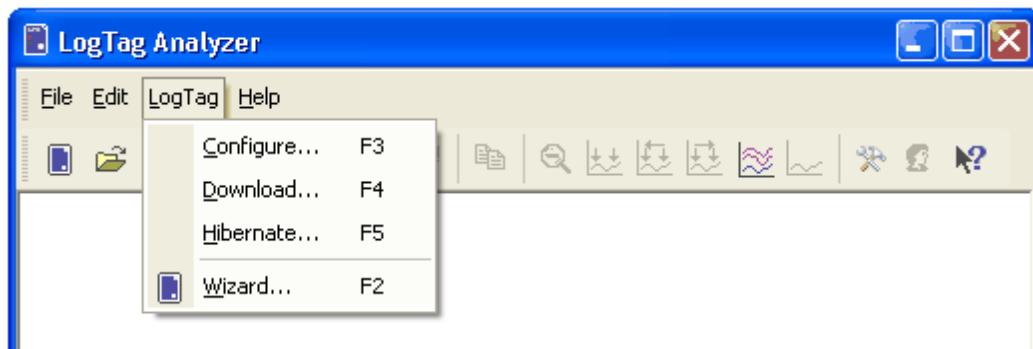 LogTag Analyzer
File Edit LogTag Help
Configure... F3
Download... F4
Hibernate... F5
Wizard... F2